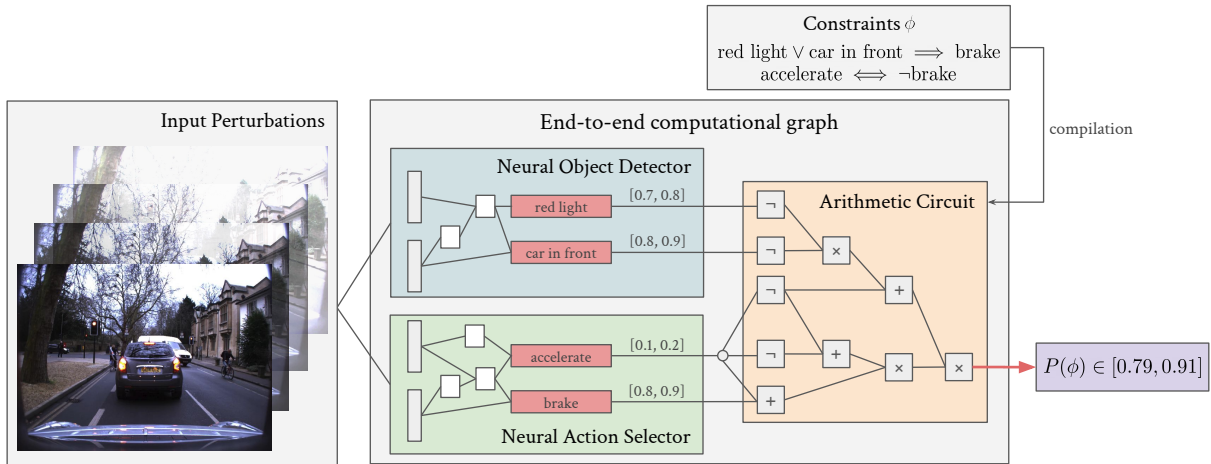 Constraints ϕ
red light ∨ car in front ⟹ brake
accelerate ⟺ ¬brake
compilation
Input Perturbations
End-to-end computational graph
Neural Object Detector
red light
[0.7, 0.8]
car in front
[0.8, 0.9]
Neural Action Selector
accelerate
[0.1, 0.2]
brake
[0.8, 0.9]
Arithmetic Circuit
¬
¬
×
¬
+
¬
+
×
×
+
P(ϕ) ∈ [0.79, 0.91]